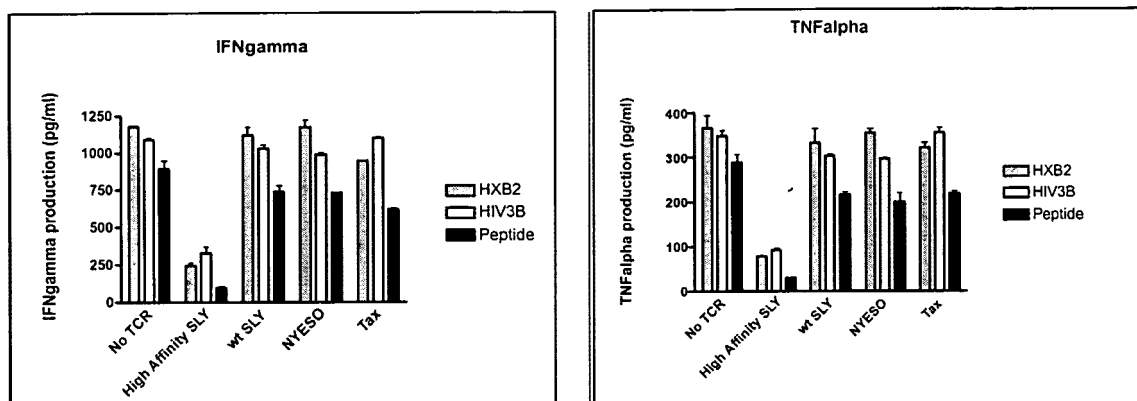 IFNgamma
IFNgamma production (pg/ml)
1250
1000
750
500
250
0
No TCR
High Affinity SLY
wt SLY
NYESO
Tax
HXB2
HIV3B
Peptide
TNFalpha
TNFalpha production (pg/ml)
400
300
200
100
0
No TCR
High Affinity SLY
wt SLY
NYESO
Tax
HXB2
HIV3B
Peptide